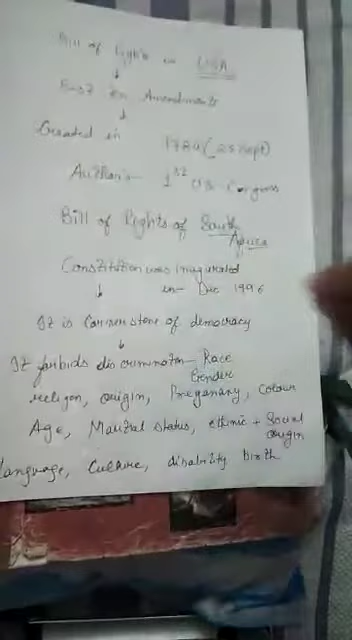 Bill of Rights in USA
First Ten Amendments
Created in 1789 (25 Sept)
Authors - 1st US Congress
Bill of Rights of South
Africa
Constitution was inugurated
in - Dec 1996
It is Cornerstone of democracy
It forbids discrimination - Race
Gender
religon, origin, Pregnancy, Colour
Age, Marital status, ethnic + Social
origin
language, Culture, disability birth